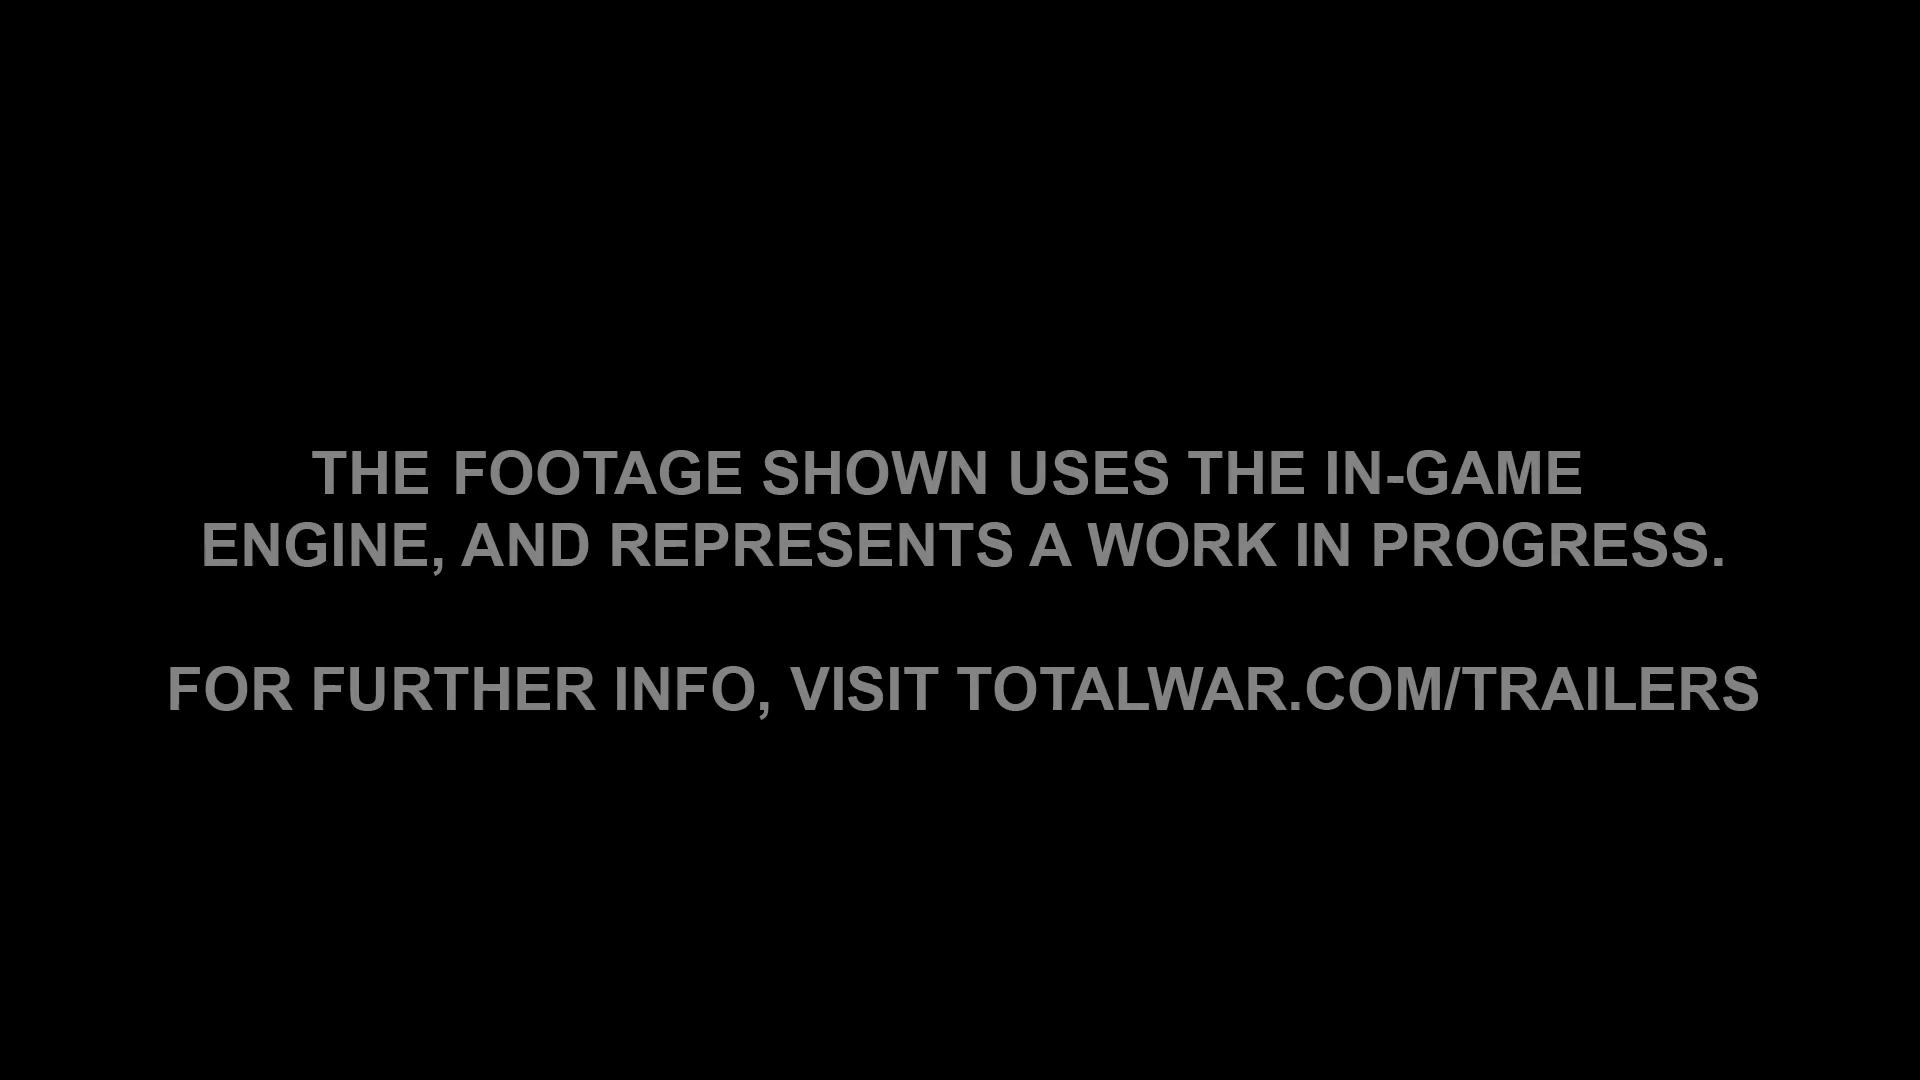 THE FOOTAGE SHOWN USES THE IN-GAME
ENGINE, AND REPRESENTS A WORK IN PROGRESS.
FOR FURTHER INFO, VISIT TOTALWAR.COM/TRAILERS